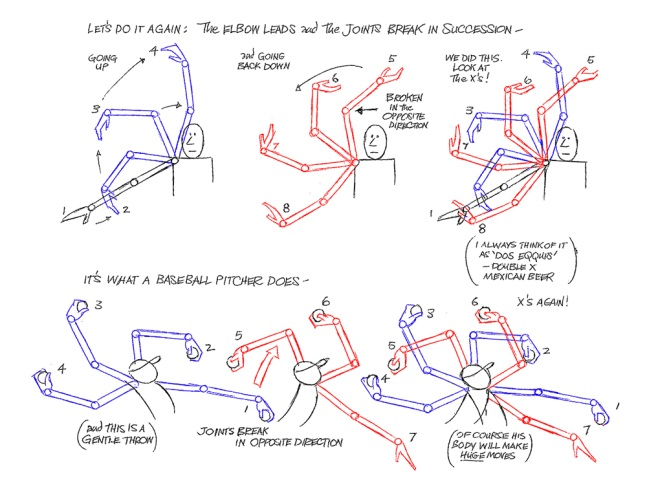 LET'S DO IT AGAIN: The ELBOW LEADS and The JOINTS BREAK IN SUCCESSION –
GOING
UP
4
3
1
2
and GOING
BACK DOWN
5
6
BROKEN
in the
OPPOSITE
DIRECTION
7
8
WE DID THIS.
LOOK AT
The X's!
4
5
6
3
7
1
8
(I ALWAYS THINK OF IT
AS 'DOS EQQUIS'
– DOUBLE X
MEXICAN BEER)
IT'S WHAT A BASEBALL PITCHER DOES –
X'S AGAIN!
3
2
4
1
(and THIS IS A
GENTLE THROW)
6
5
7
JOINTS BREAK
IN OPPOSITE DIRECTION
6
3
5
2
4
1
7
(OF COURSE HIS
BODY WILL MAKE
HUGE MOVES)